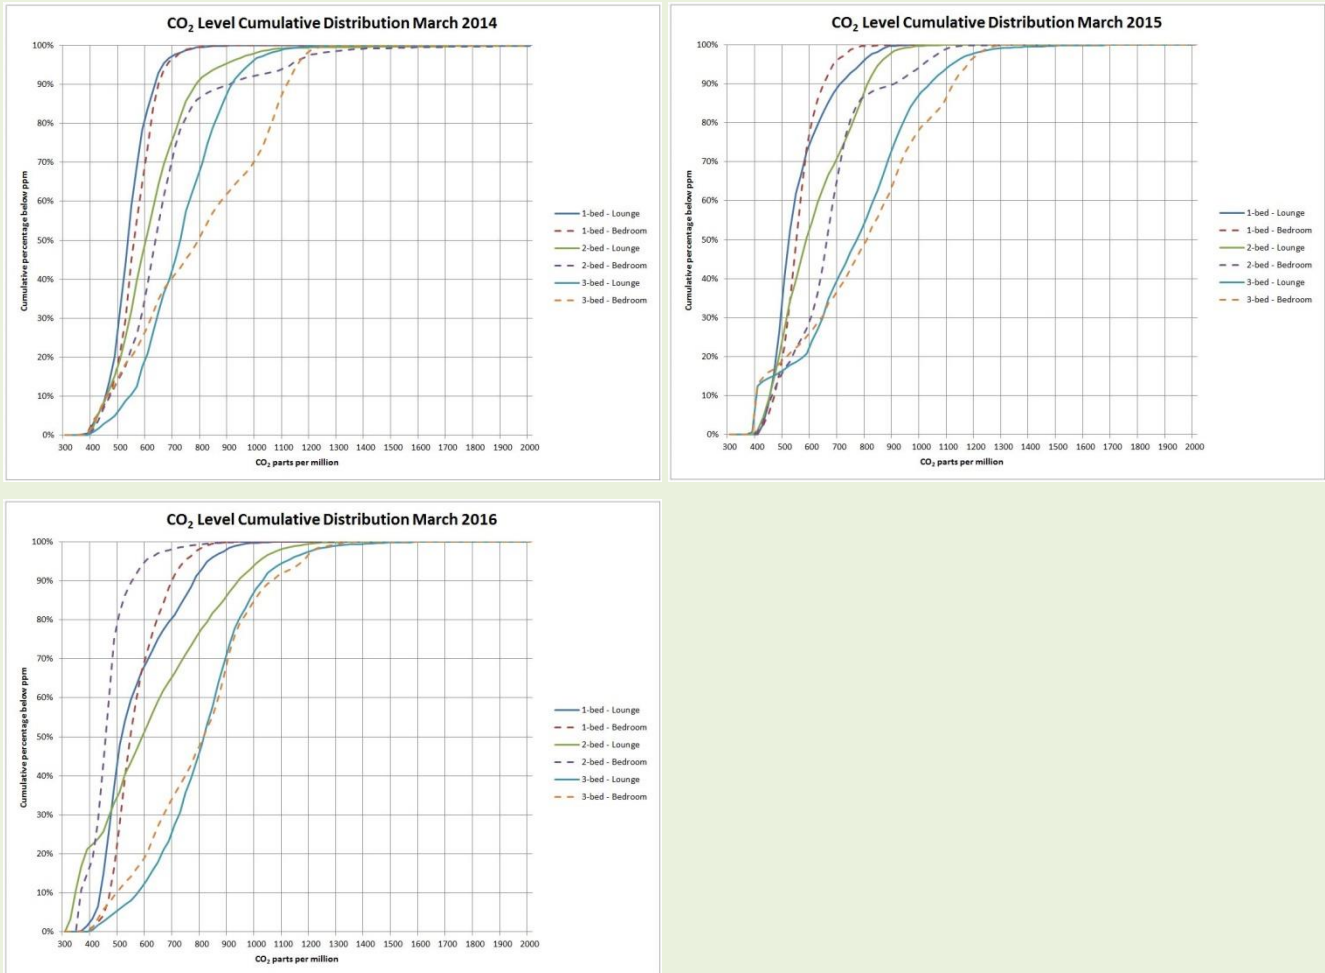 CO₂ Level Cumulative Distribution March 2014
Cumulative percentage below ppm
100%
90%
80%
70%
60%
50%
40%
30%
20%
10%
0%
300 400 500 600 700 800 900 1000 1100 1200 1300 1400 1500 1600 1700 1800 1900 2000
CO₂ parts per million
1-bed - Lounge
1-bed - Bedroom
2-bed - Lounge
2-bed - Bedroom
3-bed - Lounge
3-bed - Bedroom
CO₂ Level Cumulative Distribution March 2015
Cumulative percentage below ppm
100%
90%
80%
70%
60%
50%
40%
30%
20%
10%
0%
300 400 500 600 700 800 900 1000 1100 1200 1300 1400 1500 1600 1700 1800 1900 2000
CO₂ parts per million
1-bed - Lounge
1-bed - Bedroom
2-bed - Lounge
2-bed - Bedroom
3-bed - Lounge
3-bed - Bedroom
CO₂ Level Cumulative Distribution March 2016
Cumulative percentage below ppm
100%
90%
80%
70%
60%
50%
40%
30%
20%
10%
0%
300 400 500 600 700 800 900 1000 1100 1200 1300 1400 1500 1600 1700 1800 1900 2000
CO₂ parts per million
1-bed - Lounge
1-bed - Bedroom
2-bed - Lounge
2-bed - Bedroom
3-bed - Lounge
3-bed - Bedroom